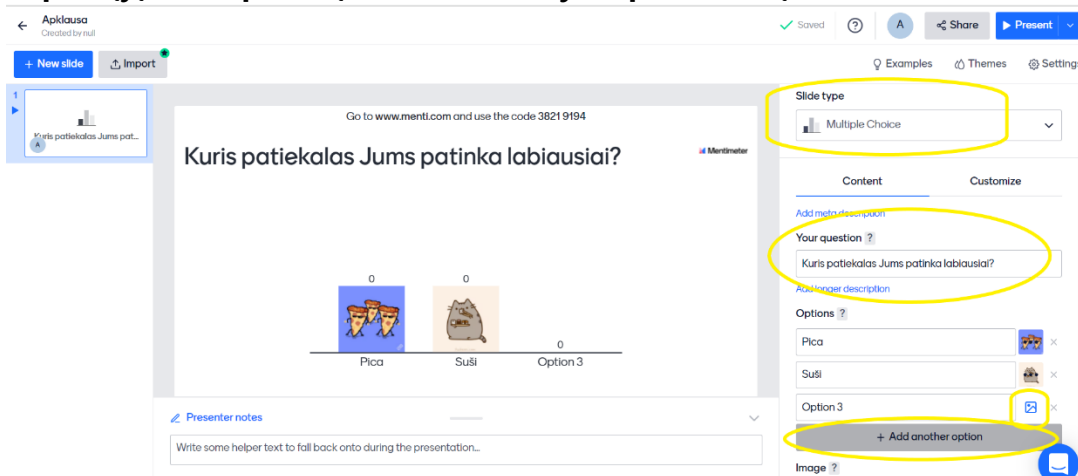 Apklausa
Created by null
Saved
?
A
Share
Present
+ New slide
Import
Examples
Themes
Settings
1
Kuris patiekalas Jums pat...
A
Go to www.menti.com and use the code 3821 9194
Kuris patiekalas Jums patinka labiausiai?
Mentimeter
0
0
0
Pica
Suši
Option 3
Presenter notes
Write some helper text to fall back onto during the presentation...
Slide type
Multiple Choice
Content
Customize
Add meta description
Your question ?
Kuris patiekalas Jums patinka labiausiai?
Add longer description
Options ?
Pica
Suši
Option 3
+ Add another option
Image ?